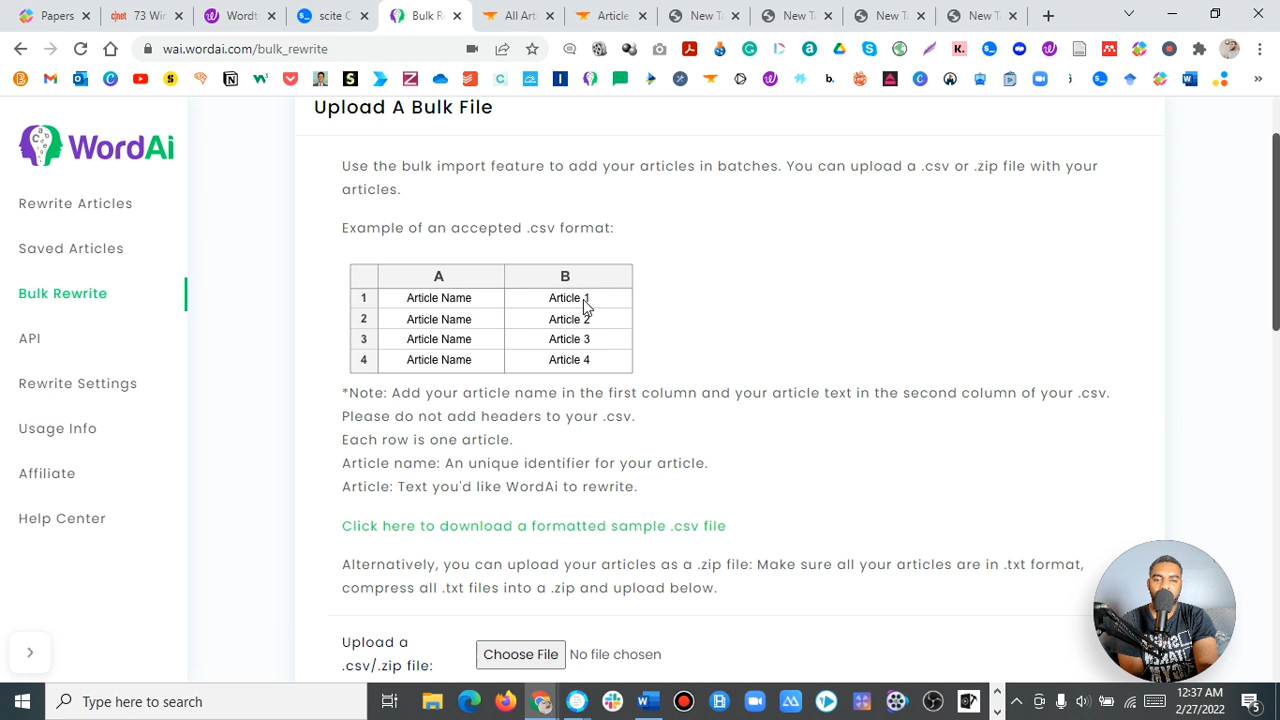 Papers
73 Win
Wordt
scite C
Bulk R
All Arti
Article
New Ta
New Ta
New Ta
New Ta
wai.wordai.com/bulk_rewrite
WordAi
Rewrite Articles
Saved Articles
Bulk Rewrite
API
Rewrite Settings
Usage Info
Affiliate
Help Center
Upload A Bulk File
Use the bulk import feature to add your articles in batches. You can upload a .csv or .zip file with your
articles.
Example of an accepted .csv format:
A B
1 Article Name Article 1
2 Article Name Article 2
3 Article Name Article 3
4 Article Name Article 4
*Note: Add your article name in the first column and your article text in the second column of your .csv.
Please do not add headers to your .csv.
Each row is one article.
Article name: An unique identifier for your article.
Article: Text you'd like WordAi to rewrite.
Click here to download a formatted sample .csv file
Alternatively, you can upload your articles as a .zip file: Make sure all your articles are in .txt format,
compress all .txt files into a .zip and upload below.
Upload a
.csv/.zip file:
Choose File No file chosen
Type here to search
12:37 AM
2/27/2022